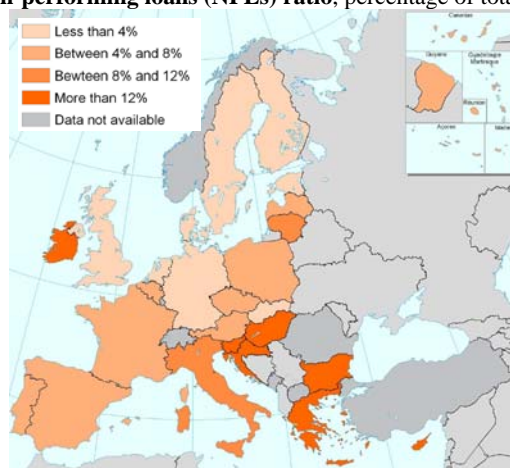 performing loans (NPEs) ratio, percentage of tota
Less than 4%
Between 4% and 8%
Bewteen 8% and 12%
More than 12%
Data not available
Canarias
Guyane
Guadeloupe
Martinique
Réunion
Açores